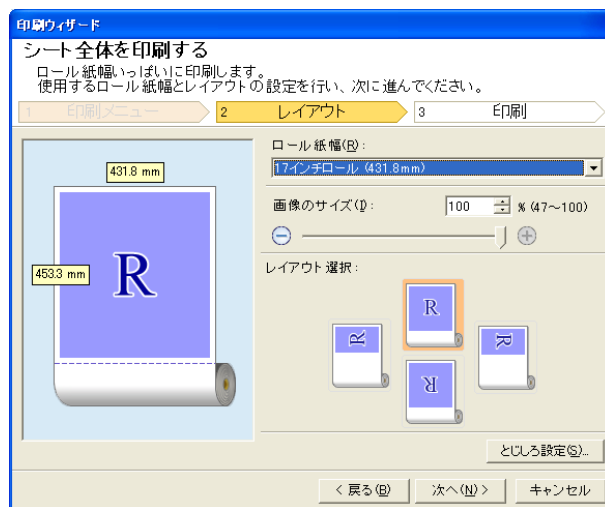 印刷ウィザード
シート全体を印刷する
ロール紙幅いっぱいに印刷します。
使用するロール紙幅とレイアウトの設定を行い、次に進んでください。
1 印刷メニュー 2 レイアウト 3 印刷
ロール紙幅(R):
17インチロール (431.8mm)
431.8 mm
画像のサイズ(I): 100 % (47～100)
453.3 mm
R
レイアウト選択:
R
R
R
R
とじしろ設定(S)...
< 戻る(B) 次へ(N) > キャンセル